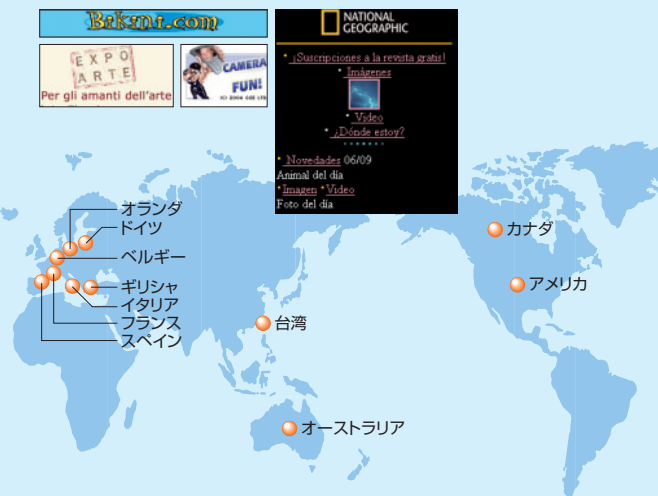 Bikini.com
EXPO
ARTE
Per gli amanti dell'arte
CAMERA
FUN!
NATIONAL
GEOGRAPHIC
¡Suscripciones a la revista gratis!
Imágenes
Video
¿Dónde estoy?
Novedades 06/09
Animal del día
Imagen Video
Foto del día
オランダ
ドイツ
ベルギー
ギリシャ
イタリア
フランス
スペイン
台湾
オーストラリア
カナダ
アメリカ